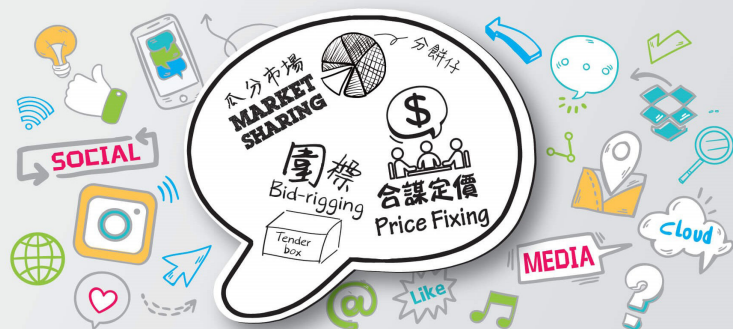 瓜分市場
MARKET
SHARING
分餅仔
$
圍標
Bid-rigging
合謀定價
Price Fixing
Tender
box
SOCIAL
Cloud
MEDIA
@
Like
?